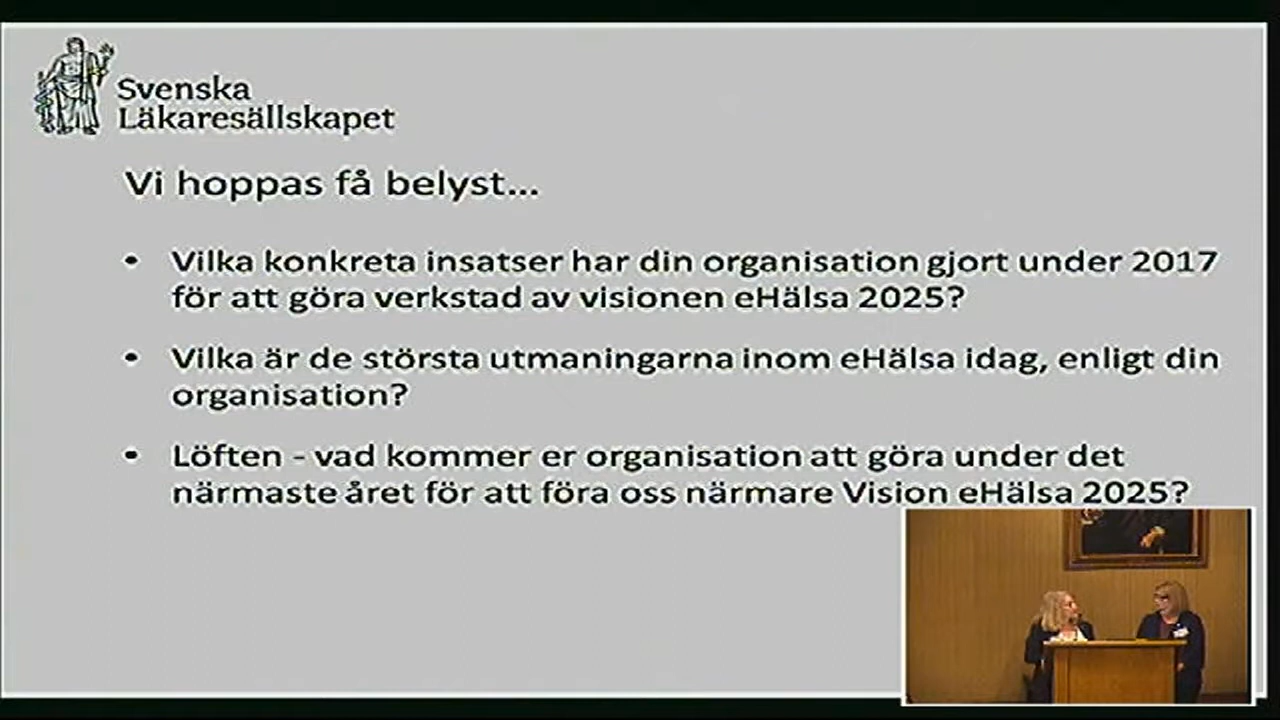 Svenska
Läkaresällskapet
Vi hoppas få belyst...
• Vilka konkreta insatser har din organisation gjort under 2017
för att göra verkstad av visionen eHälsa 2025?
• Vilka är de största utmaningarna inom eHälsa idag, enligt din
organisation?
• Löften - vad kommer er organisation att göra under det
närmaste året för att föra oss närmare Vision eHälsa 2025?